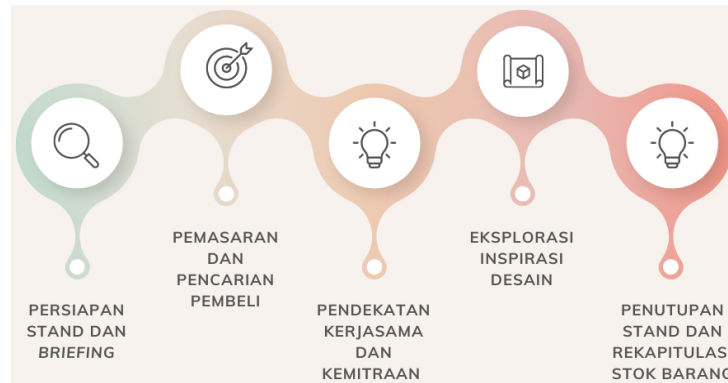 PERSIAPAN
STAND DAN
BRIEFING
PEMASARAN
DAN
PENCARIAN
PEMBELI
PENDEKATAN
KERJASAMA
DAN
KEMITRAAN
EKSPLORASI
INSPIRASI
DESAIN
PENUTUPAN
STAND DAN
REKAPITULAS
STOK BARANG